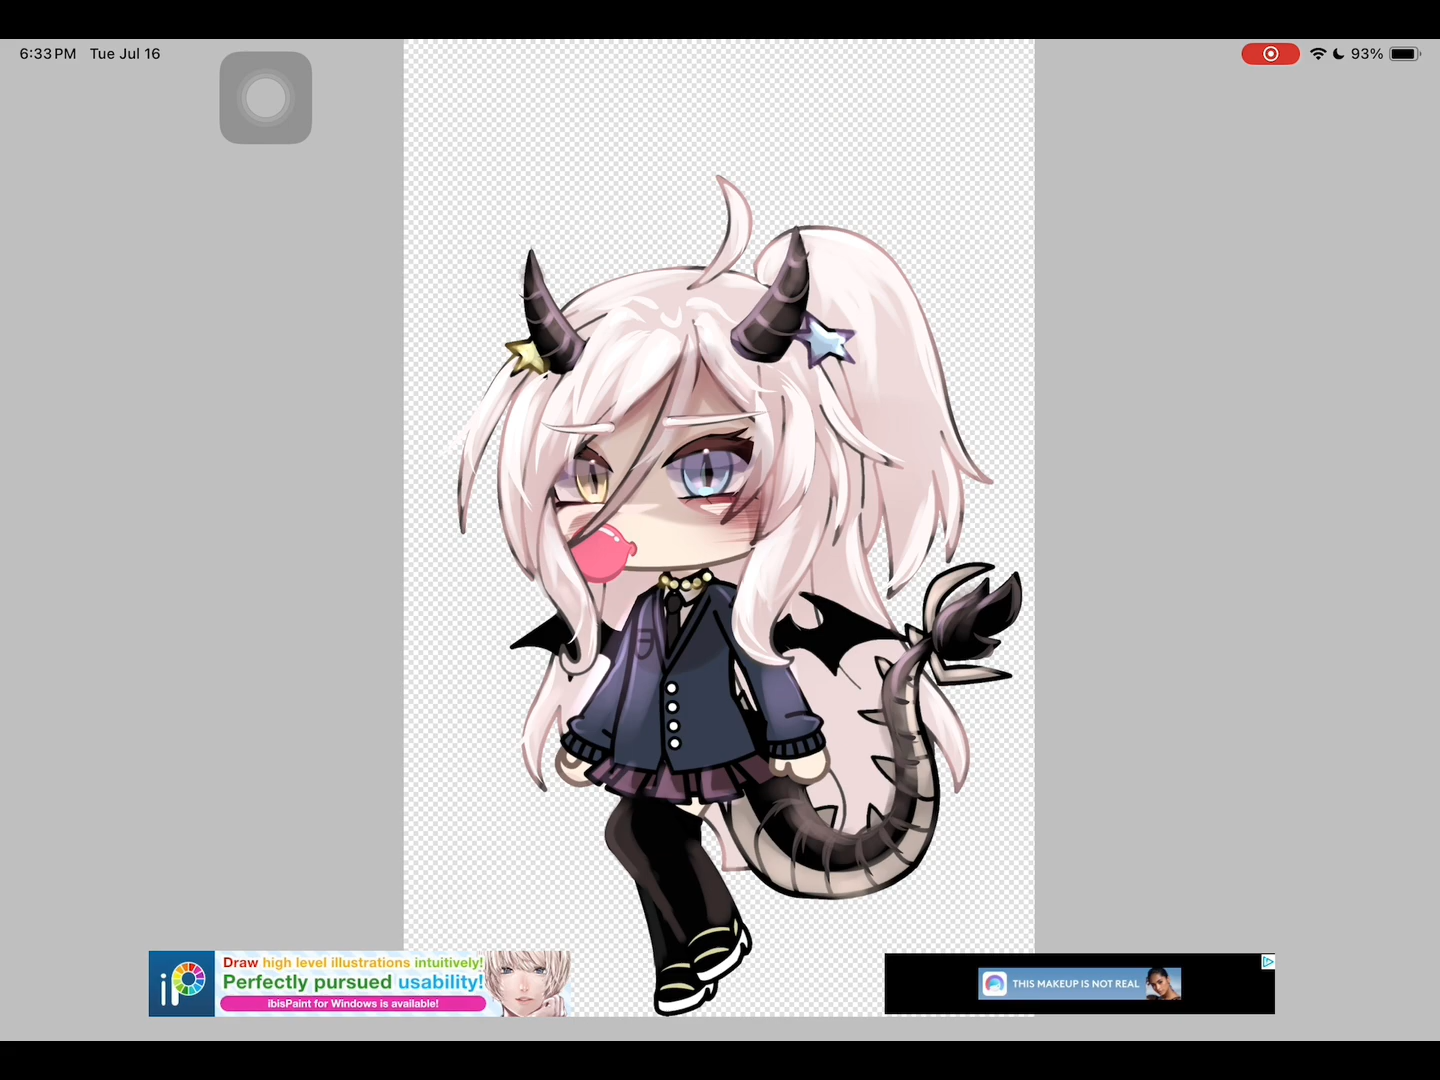 6:33 PM Tue Jul 16
93%
iP
Draw high level illustrations intuitively!
Perfectly pursued usability!
ibisPaint for Windows is available!
THIS MAKEUP IS NOT REAL